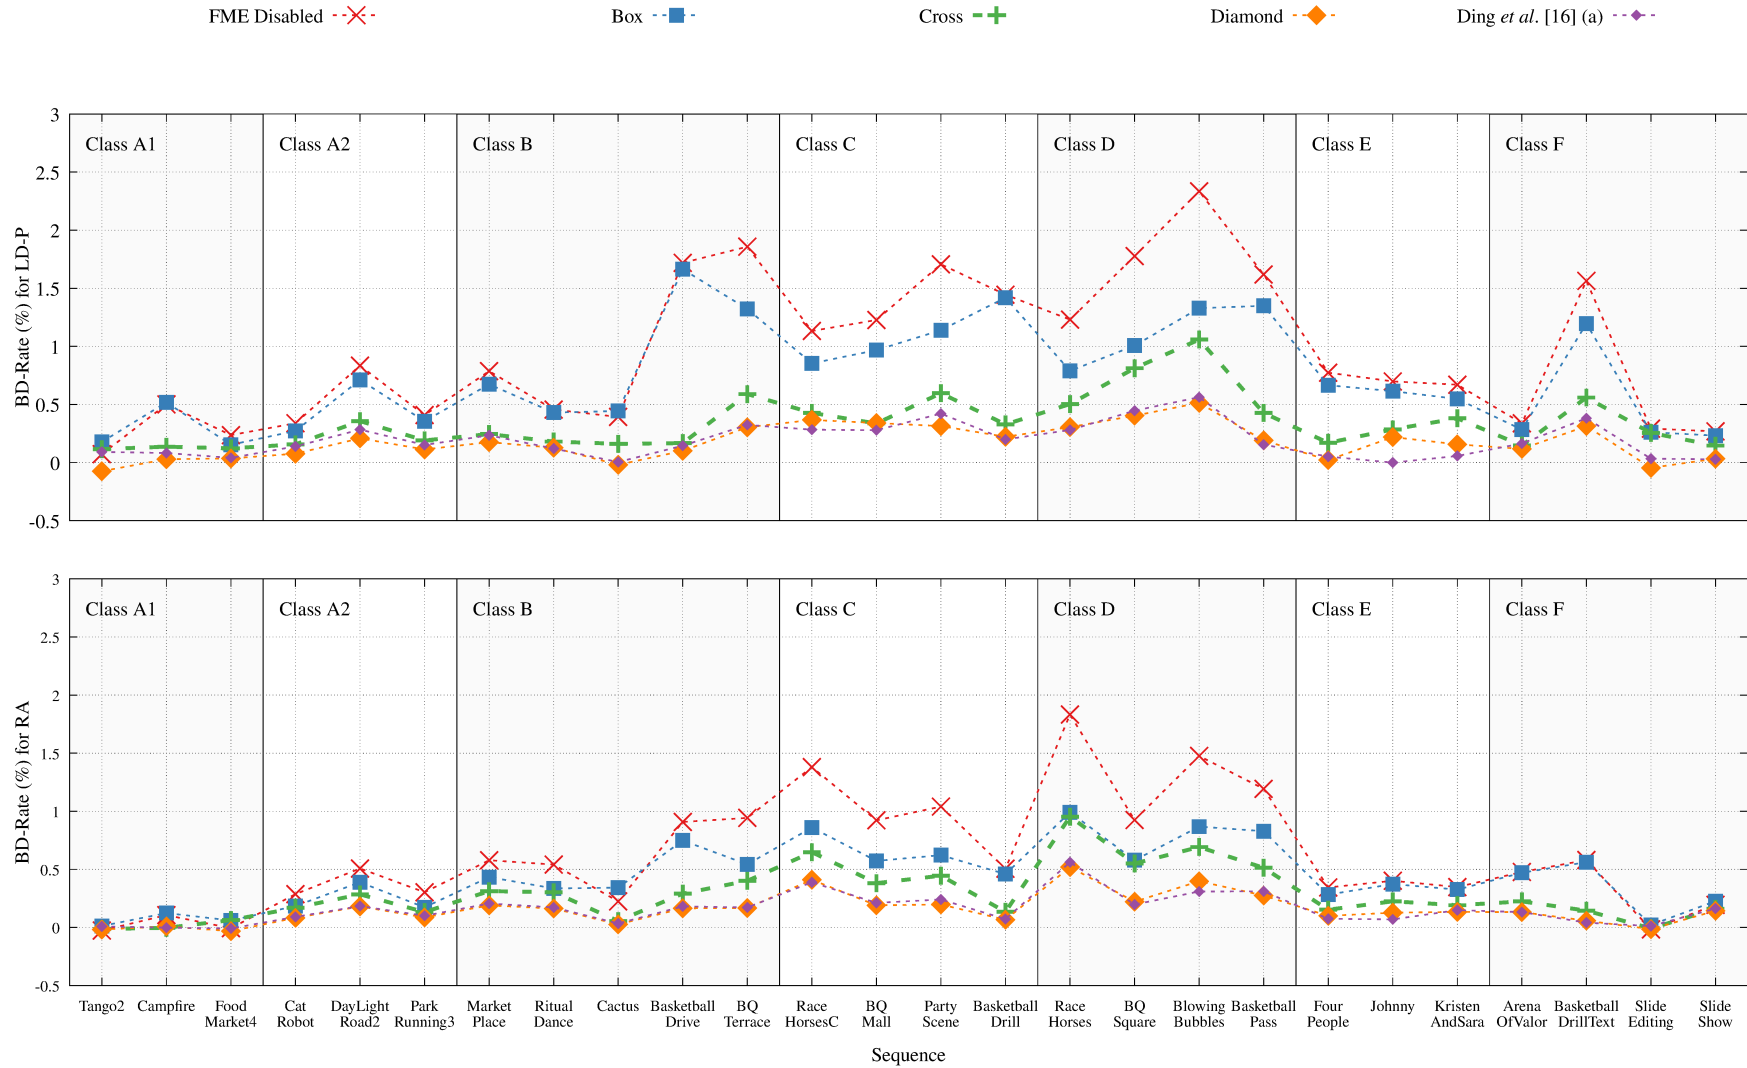 FME Disabled Box Cross Diamond Ding et al. [16] (a)
BD-Rate (%) for LD-P
3
2.5
2
1.5
1
0.5
0
-0.5
Class A1 Class A2 Class B Class C Class D Class E Class F
BD-Rate (%) for RA
3
2.5
2
1.5
1
0.5
0
-0.5
Class A1 Class A2 Class B Class C Class D Class E Class F
Tango2 Campfire Food Cat DayLight Park Market Ritual Cactus Basketball BQ Race BQ Party Basketball Race BQ Blowing Basketball Four Johnny Kristen Arena Basketball Slide Slide
Market4 Robot Road2 Running3 Place Dance Drive Terrace HorsesC Mall Scene Drill Horses Square Bubbles Pass People AndSara OfValor DrillText Editing Show
Sequence